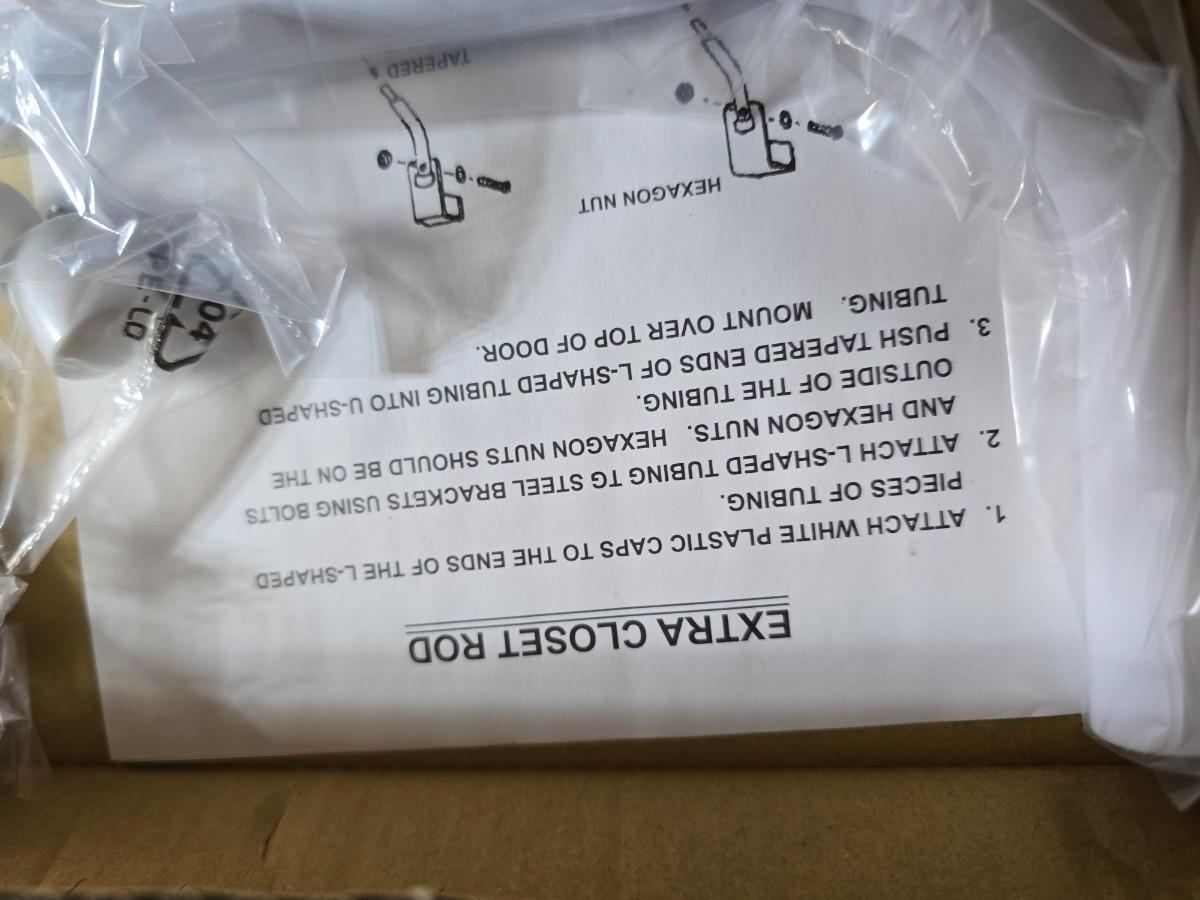 EXTRA CLOSET ROD
1. ATTACH WHITE PLASTIC CAPS TO THE ENDS OF THE L-SHAPED
PIECES OF TUBING.
2. ATTACH L-SHAPED TUBING TG STEEL BRACKETS USING BOLTS
AND HEXAGON NUTS. HEXAGON NUTS SHOULD BE ON THE
OUTSIDE OF THE TUBING.
3. PUSH TAPERED ENDS OF L-SHAPED TUBING INTO U-SHAPED
TUBING. MOUNT OVER TOP OF DOOR.
HEXAGON NUT
TAPERED
04